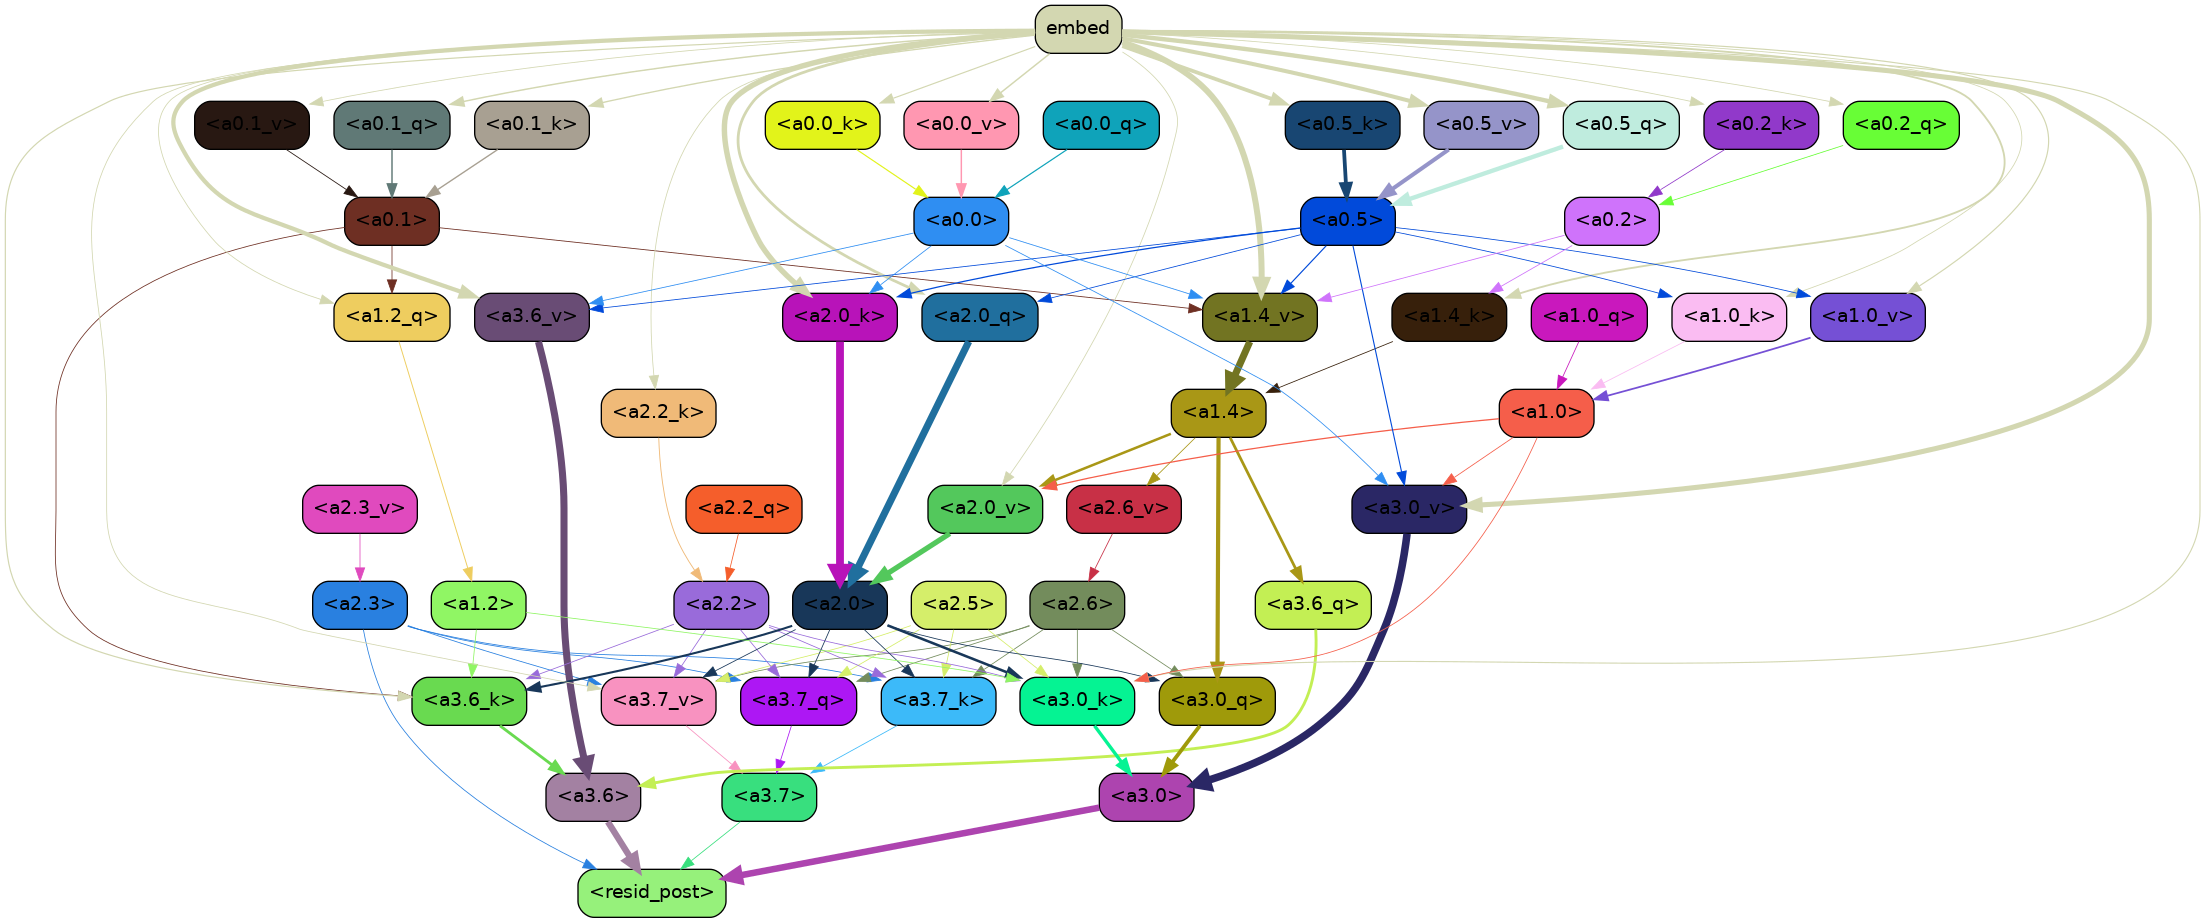 embed
<a0.1_v> <a0.1_q> <a0.1_k> <a0.0_k> <a0.0_v> <a0.0_q> <a0.5_k> <a0.5_v> <a0.5_q> <a0.2_k> <a0.2_q>
<a0.1> <a0.0> <a0.5> <a0.2>
<a1.2_q> <a3.6_v> <a2.0_k> <a2.0_q> <a1.4_v> <a1.4_k> <a1.0_q> <a1.0_k> <a1.0_v>
<a2.2_k> <a1.4> <a1.0>
<a2.3_v> <a2.2_q> <a2.0_v> <a2.6_v> <a3.0_v>
<a2.3> <a1.2> <a2.2> <a2.0> <a2.5> <a2.6> <a3.6_q>
<a3.6_k> <a3.7_v> <a3.7_q> <a3.7_k> <a3.0_k> <a3.0_q>
<a3.6> <a3.7> <a3.0>
<resid_post>